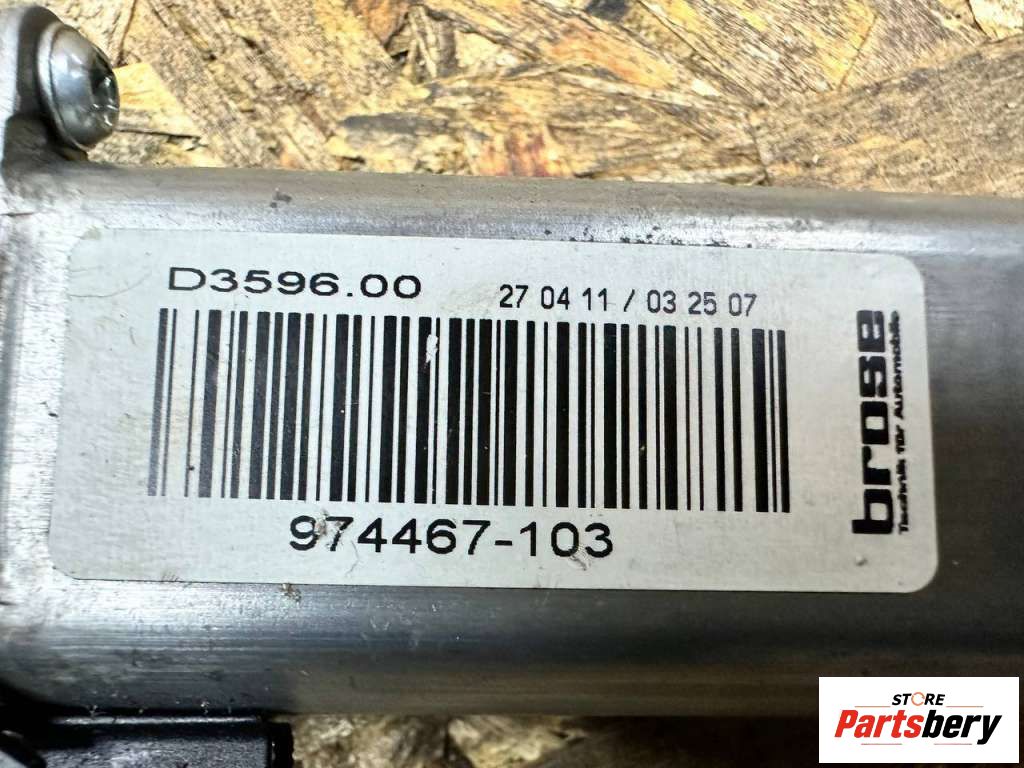 D3596.00
27 04 11 / 03 25 07
974467-103
brose
Technik für Automobile
STORE
Partsbery